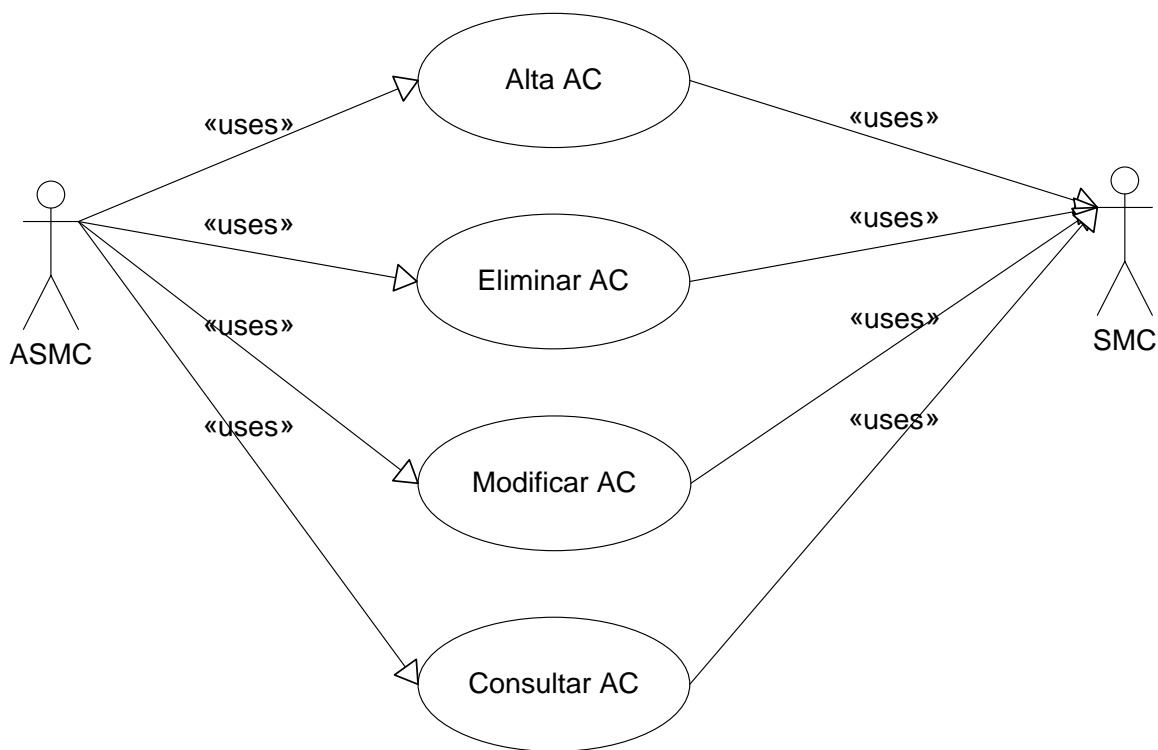 Alta AC
«uses»
«uses»
«uses»
«uses»
Eliminar AC
«uses»
«uses»
ASMC
SMC
«uses»
«uses»
Modificar AC
Consultar AC